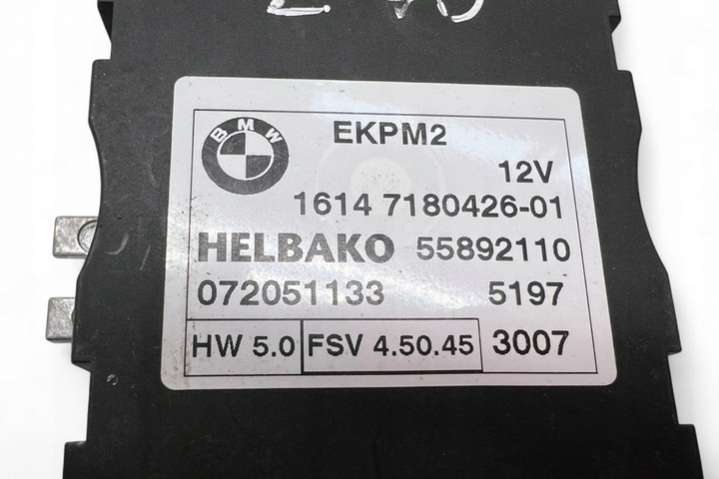 BMW
EKPM2
12V
1614 7180426-01
HELBAKO 55892110
072051133 5197
HW 5.0 FSV 4.50.45 3007